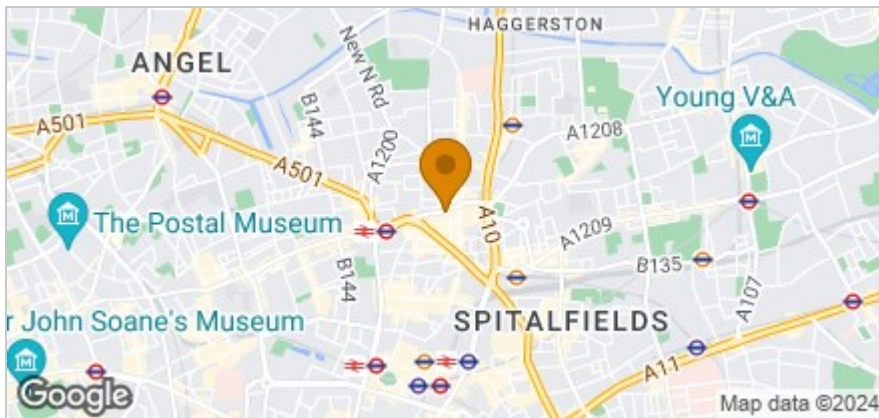 HAGGERSTON
ANGEL
New N Rd
B144
Young V&A
A501
A1208
A1200
A501
The Postal Museum
A10
A1209
B135
B144
A107
r John Soane's Museum
SPITALFIELDS
A11
Google
Map data ©2024